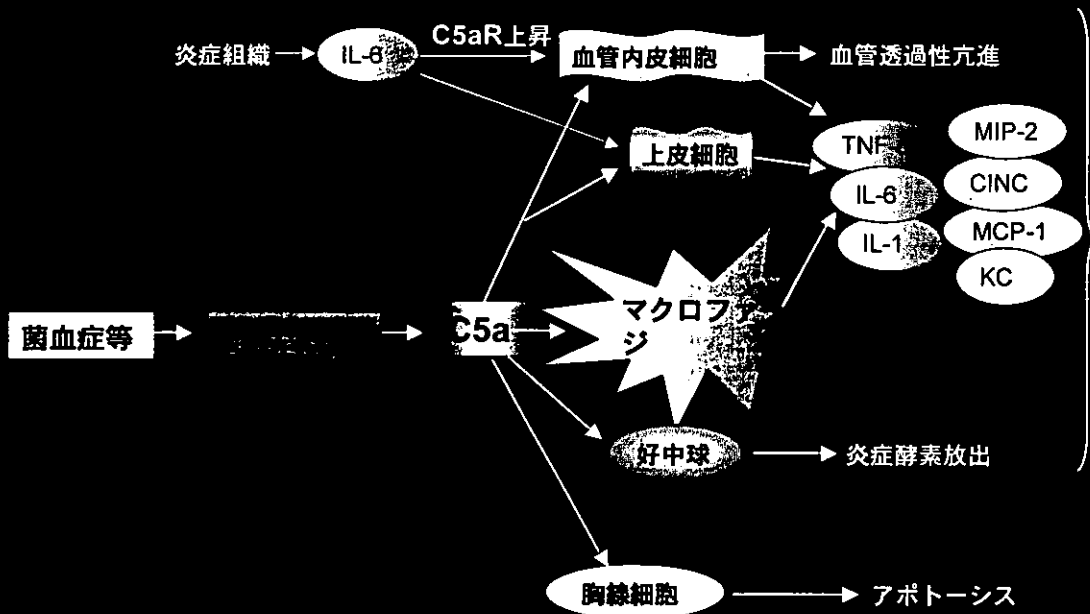 炎症組織
IL-6
C5aR上昇
血管内皮細胞
血管透過性亢進
上皮細胞
TNF
MIP-2
IL-6
CINC
IL-1
MCP-1
KC
菌血症等
C5a
マクロファ
ジ
好中球
炎症酵素放出
胸線細胞
アポトーシス